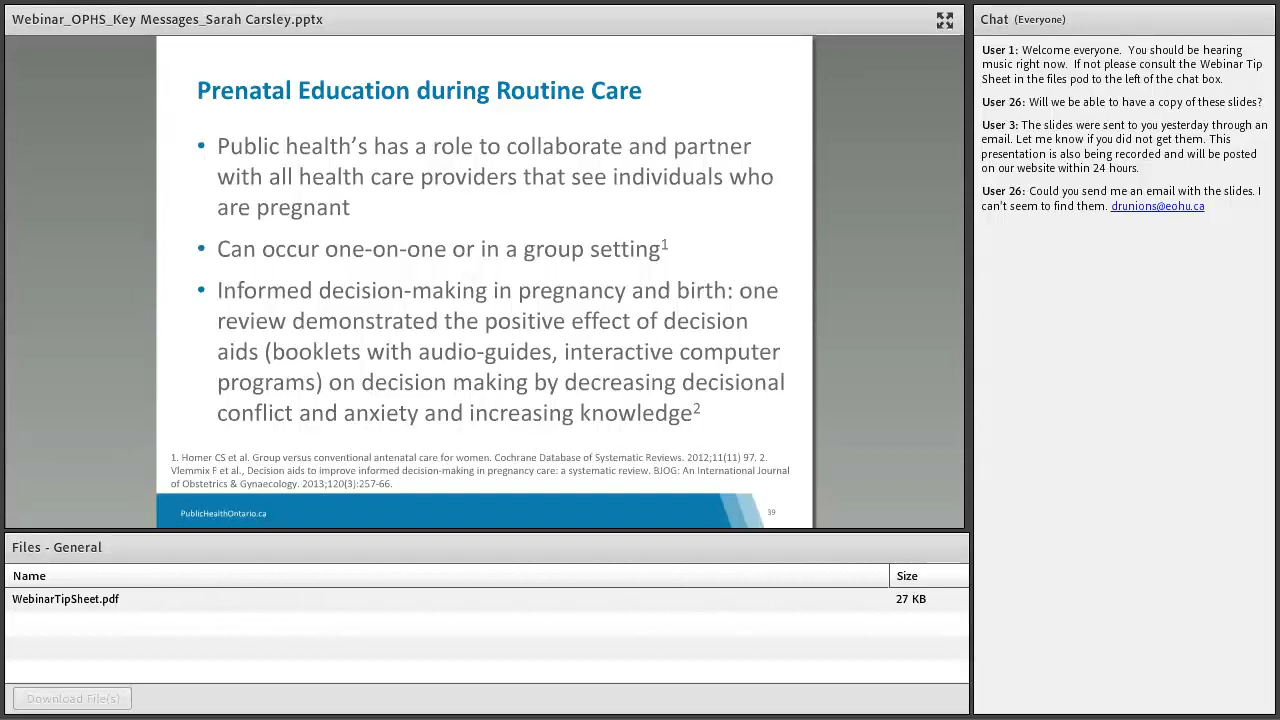 Webinar_OPHS_Key Messages_Sarah Carsley.pptx
Prenatal Education during Routine Care
• Public health's has a role to collaborate and partner
with all health care providers that see individuals who
are pregnant
• Can occur one-on-one or in a group setting1
• Informed decision-making in pregnancy and birth: one
review demonstrated the positive effect of decision
aids (booklets with audio-guides, interactive computer
programs) on decision making by decreasing decisional
conflict and anxiety and increasing knowledge2
1. Homer CS et al. Group versus conventional antenatal care for women. Cochrane Database of Systematic Reviews. 2012;11(11) 97. 2.
Vlemmix F et al., Decision aids to improve informed decision-making in pregnancy care: a systematic review. BJOG: An International Journal
of Obstetrics & Gynaecology. 2013;120(3):257-66.
PublicHealthOntario.ca
39
Files - General
Name
Size
WebinarTipSheet.pdf
27 KB
Download File(s)
Chat (Everyone)
User 1: Welcome everyone. You should be hearing
music right now. If not please consult the Webinar Tip
Sheet in the files pod to the left of the chat box.
User 26: Will we be able to have a copy of these slides?
User 3: The slides were sent to you yesterday through an
email. Let me know if you did not get them. This
presentation is also being recorded and will be posted
on our website within 24 hours.
User 26: Could you send me an email with the slides. I
can't seem to find them. drunions@eohu.ca